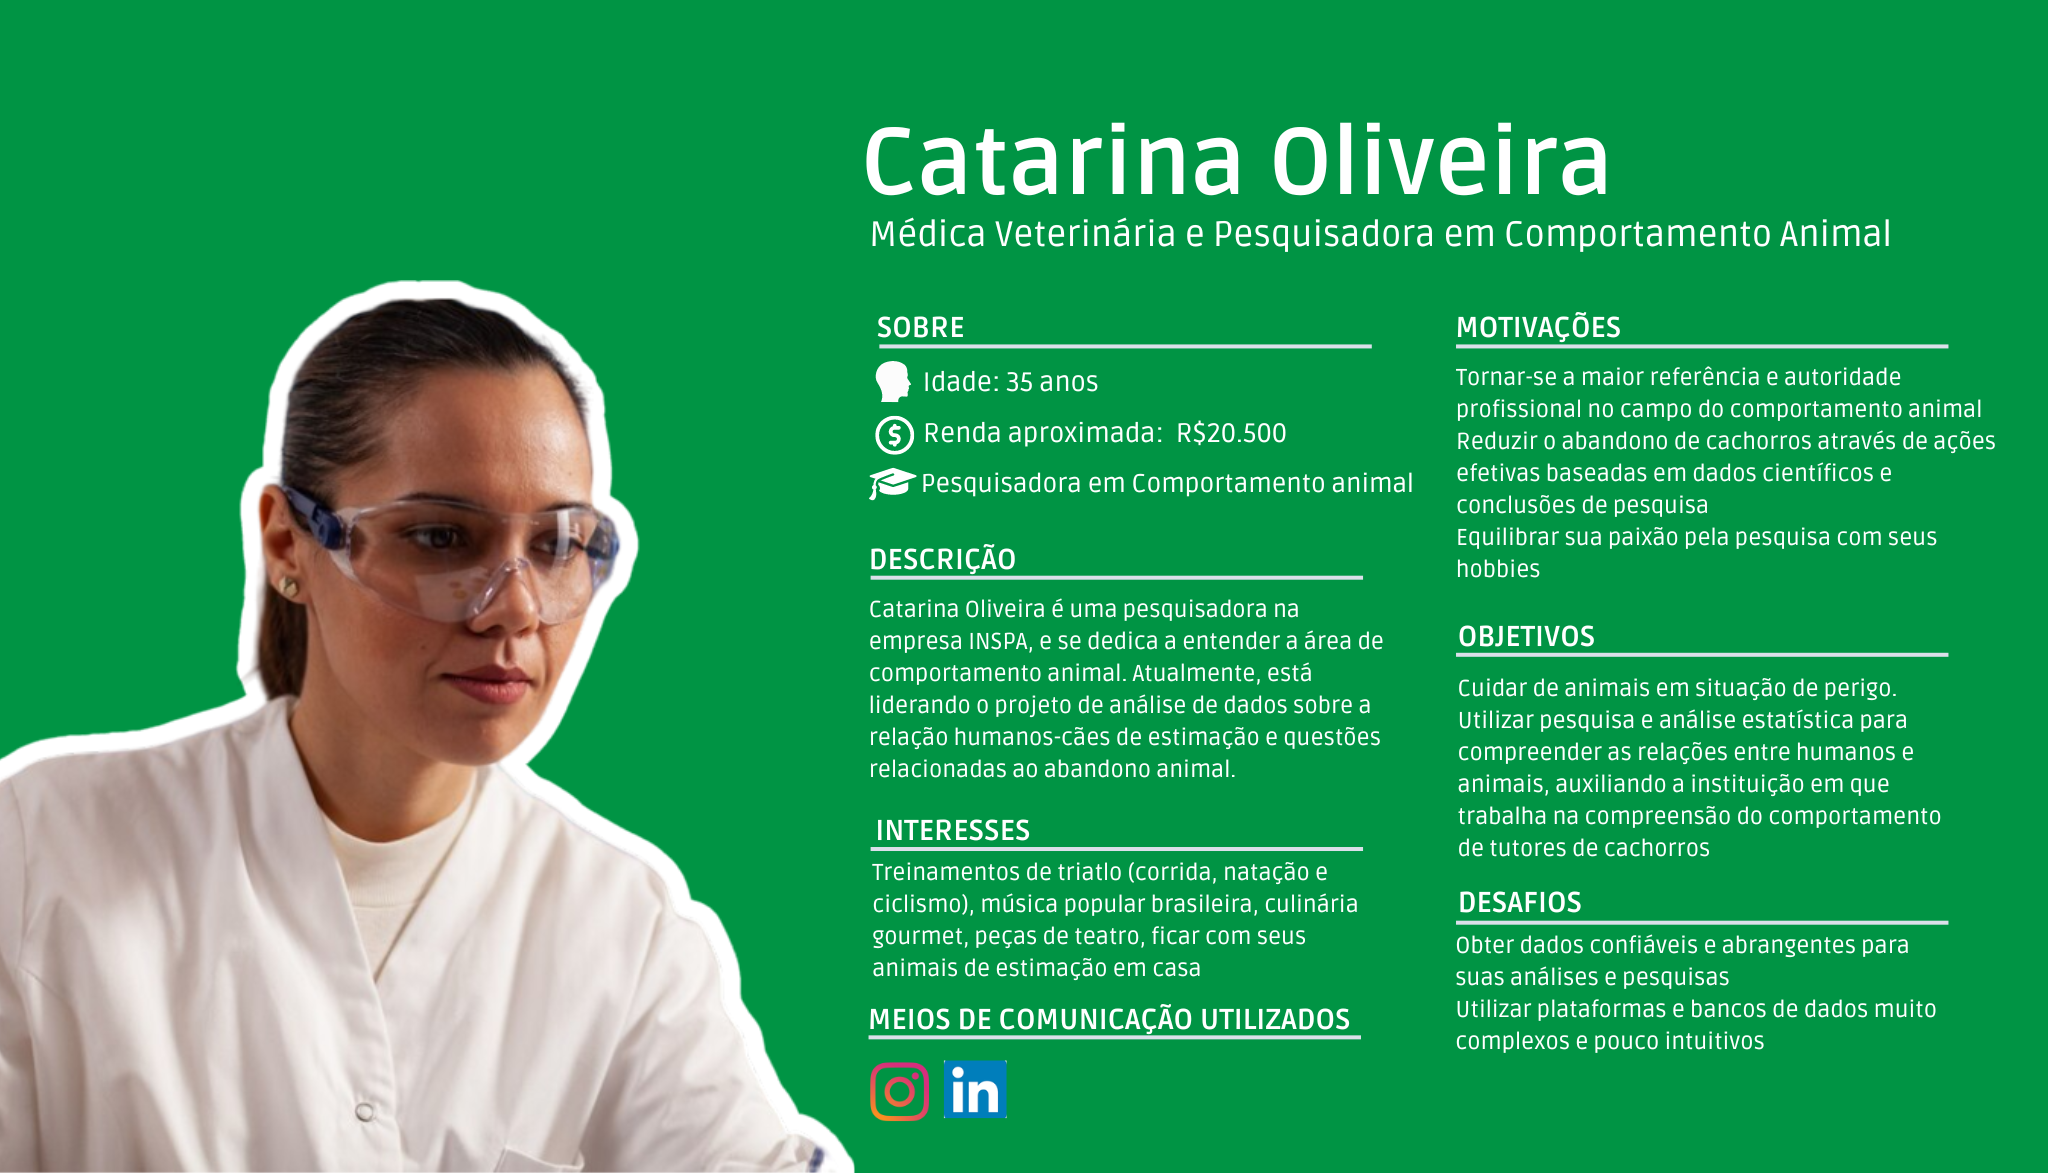 Catarina Oliveira
Médica Veterinária e Pesquisadora em Comportamento Animal
SOBRE
Idade: 35 anos
Renda aproximada: R$20.500
Pesquisadora em Comportamento animal
DESCRIÇÃO
Catarina Oliveira é uma pesquisadora na
empresa INSPA, e se dedica a entender a área de
comportamento animal. Atualmente, está
liderando o projeto de análise de dados sobre a
relação humanos-cães de estimação e questões
relacionadas ao abandono animal.
INTERESSES
Treinamentos de triatlo (corrida, natação e
ciclismo), música popular brasileira, culinária
gourmet, peças de teatro, ficar com seus
animais de estimação em casa
MEIOS DE COMUNICAÇÃO UTILIZADOS
in
MOTIVAÇÕES
Tornar-se a maior referência e autoridade
profissional no campo do comportamento animal
Reduzir o abandono de cachorros através de ações
efetivas baseadas em dados científicos e
conclusões de pesquisa
Equilibrar sua paixão pela pesquisa com seus
hobbies
OBJETIVOS
Cuidar de animais em situação de perigo.
Utilizar pesquisa e análise estatística para
compreender as relações entre humanos e
animais, auxiliando a instituição em que
trabalha na compreensão do comportamento
de tutores de cachorros
DESAFIOS
Obter dados confiáveis e abrangentes para
suas análises e pesquisas
Utilizar plataformas e bancos de dados muito
complexos e pouco intuitivos